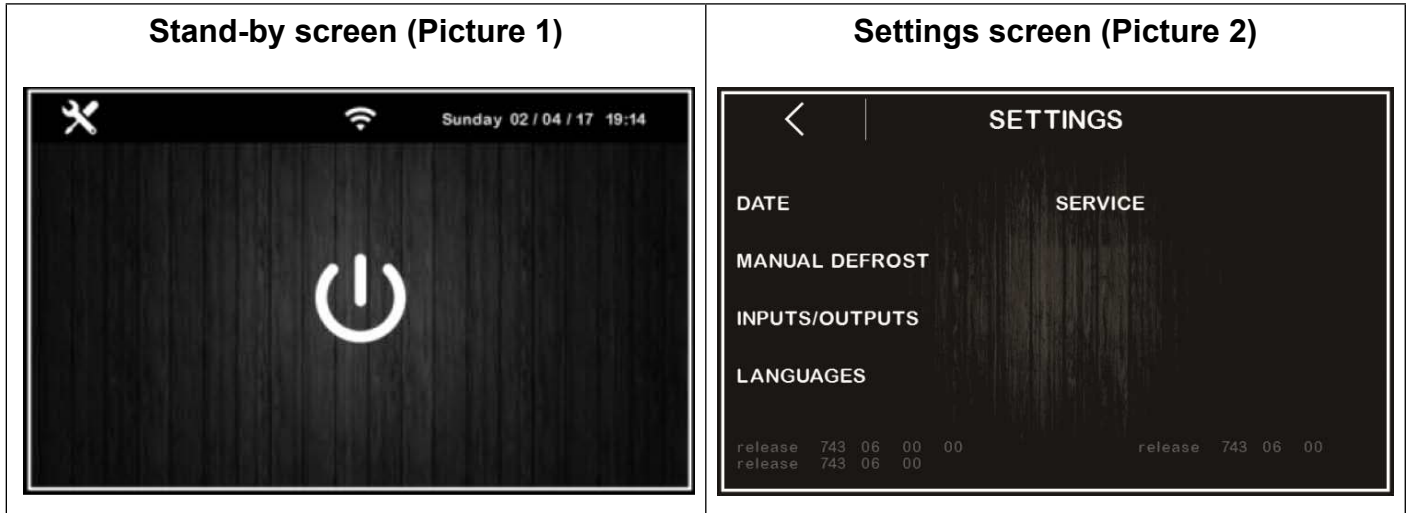 Stand-by screen (Picture 1)
Settings screen (Picture 2)
Sunday 02 / 04 / 17 19:14
SETTINGS
DATE
SERVICE
MANUAL DEFROST
INPUTS/OUTPUTS
LANGUAGES
release 743 06 00 00
release 743 06 00
release 743 06 00